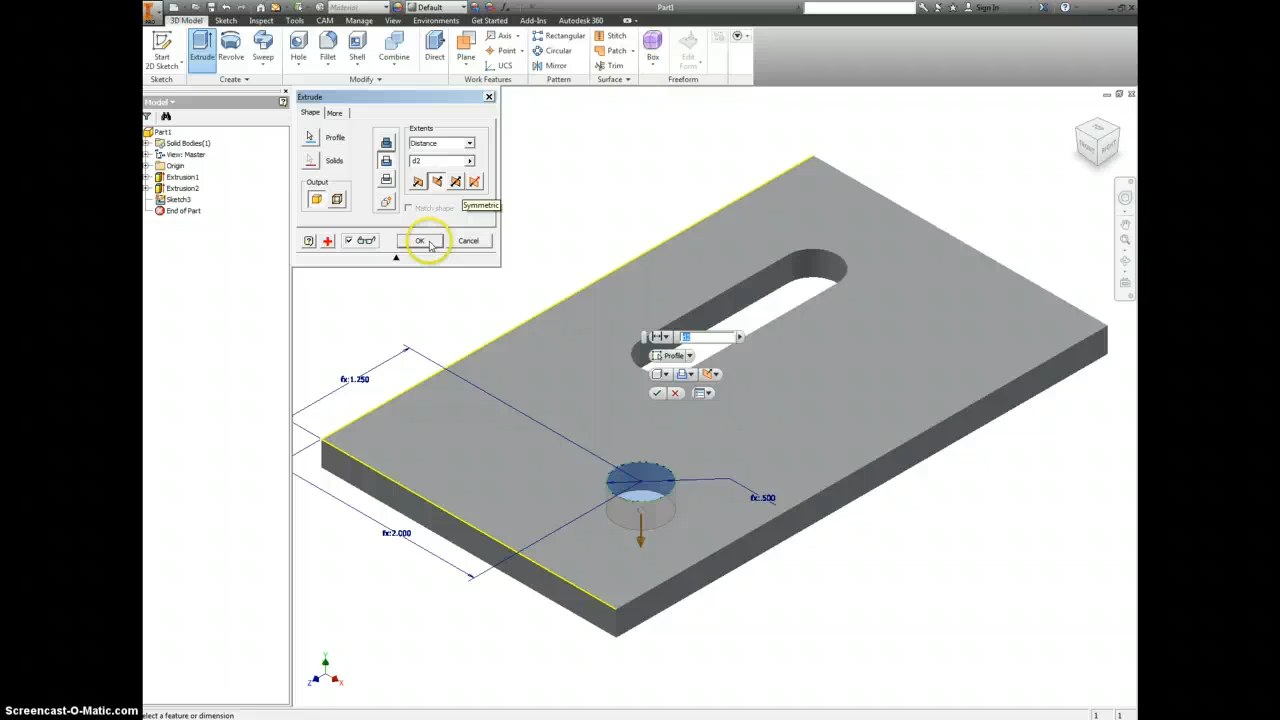 Material
Default
Part1
Sign In
3D Model
Sketch
Inspect
Tools
CAM
Manage
View
Environments
Get Started
Add-Ins
Autodesk 360
Start
2D Sketch
Extrude
Revolve
Sweep
Hole
Fillet
Shell
Combine
Direct
Plane
Axis
Point
UCS
Rectangular
Circular
Mirror
Stitch
Patch
Trim
Box
Edit
Form
Sketch
Create
Modify
Work Features
Pattern
Surface
Freeform
Model
Part1
Solid Bodies(1)
View: Master
Origin
Extrusion1
Extrusion2
Sketch3
End of Part
Extrude
Shape
More
Profile
Solids
Output
Extents
Distance
d2
Match shape
Symmetric
OK
Cancel
d2
Profile
fx:1.250
fx:.500
fx:2.000
Y
Z
X
Screencast-O-Matic.com
elect a feature or dimension
1
1